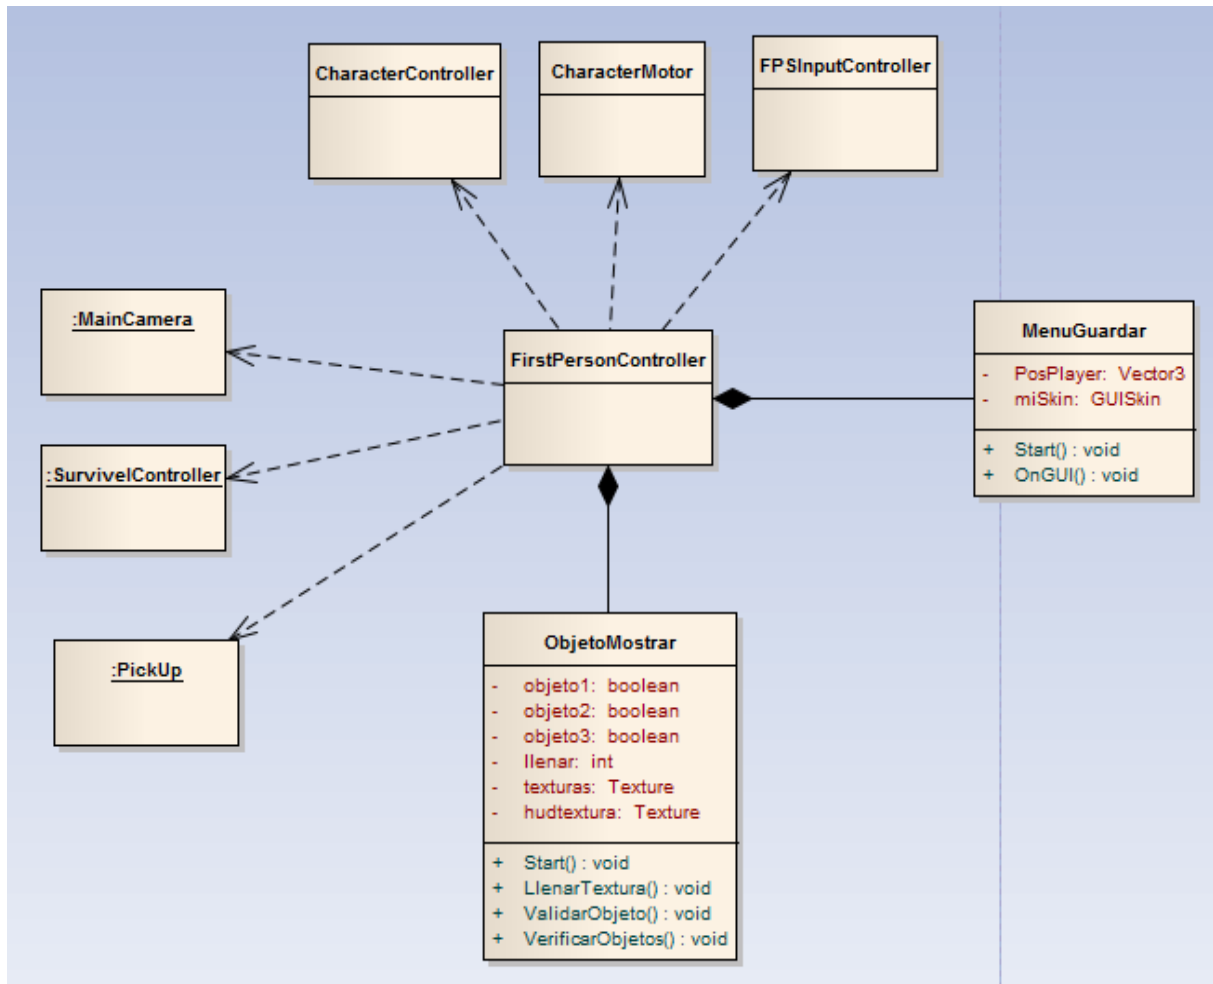 CharacterController
CharacterMotor
FPSInputController
:MainCamera
FirstPersonController
MenuGuardar
- PosPlayer: Vector3
- miSkin: GUISkin
+ Start() : void
+ OnGUI() : void
:SurvivelController
:PickUp
ObjetoMostrar
- objeto1: boolean
- objeto2: boolean
- objeto3: boolean
- llenar: int
- texturas: Texture
- hudtextura: Texture
+ Start() : void
+ LlenarTextura() : void
+ ValidarObjeto() : void
+ VerificarObjetos() : void